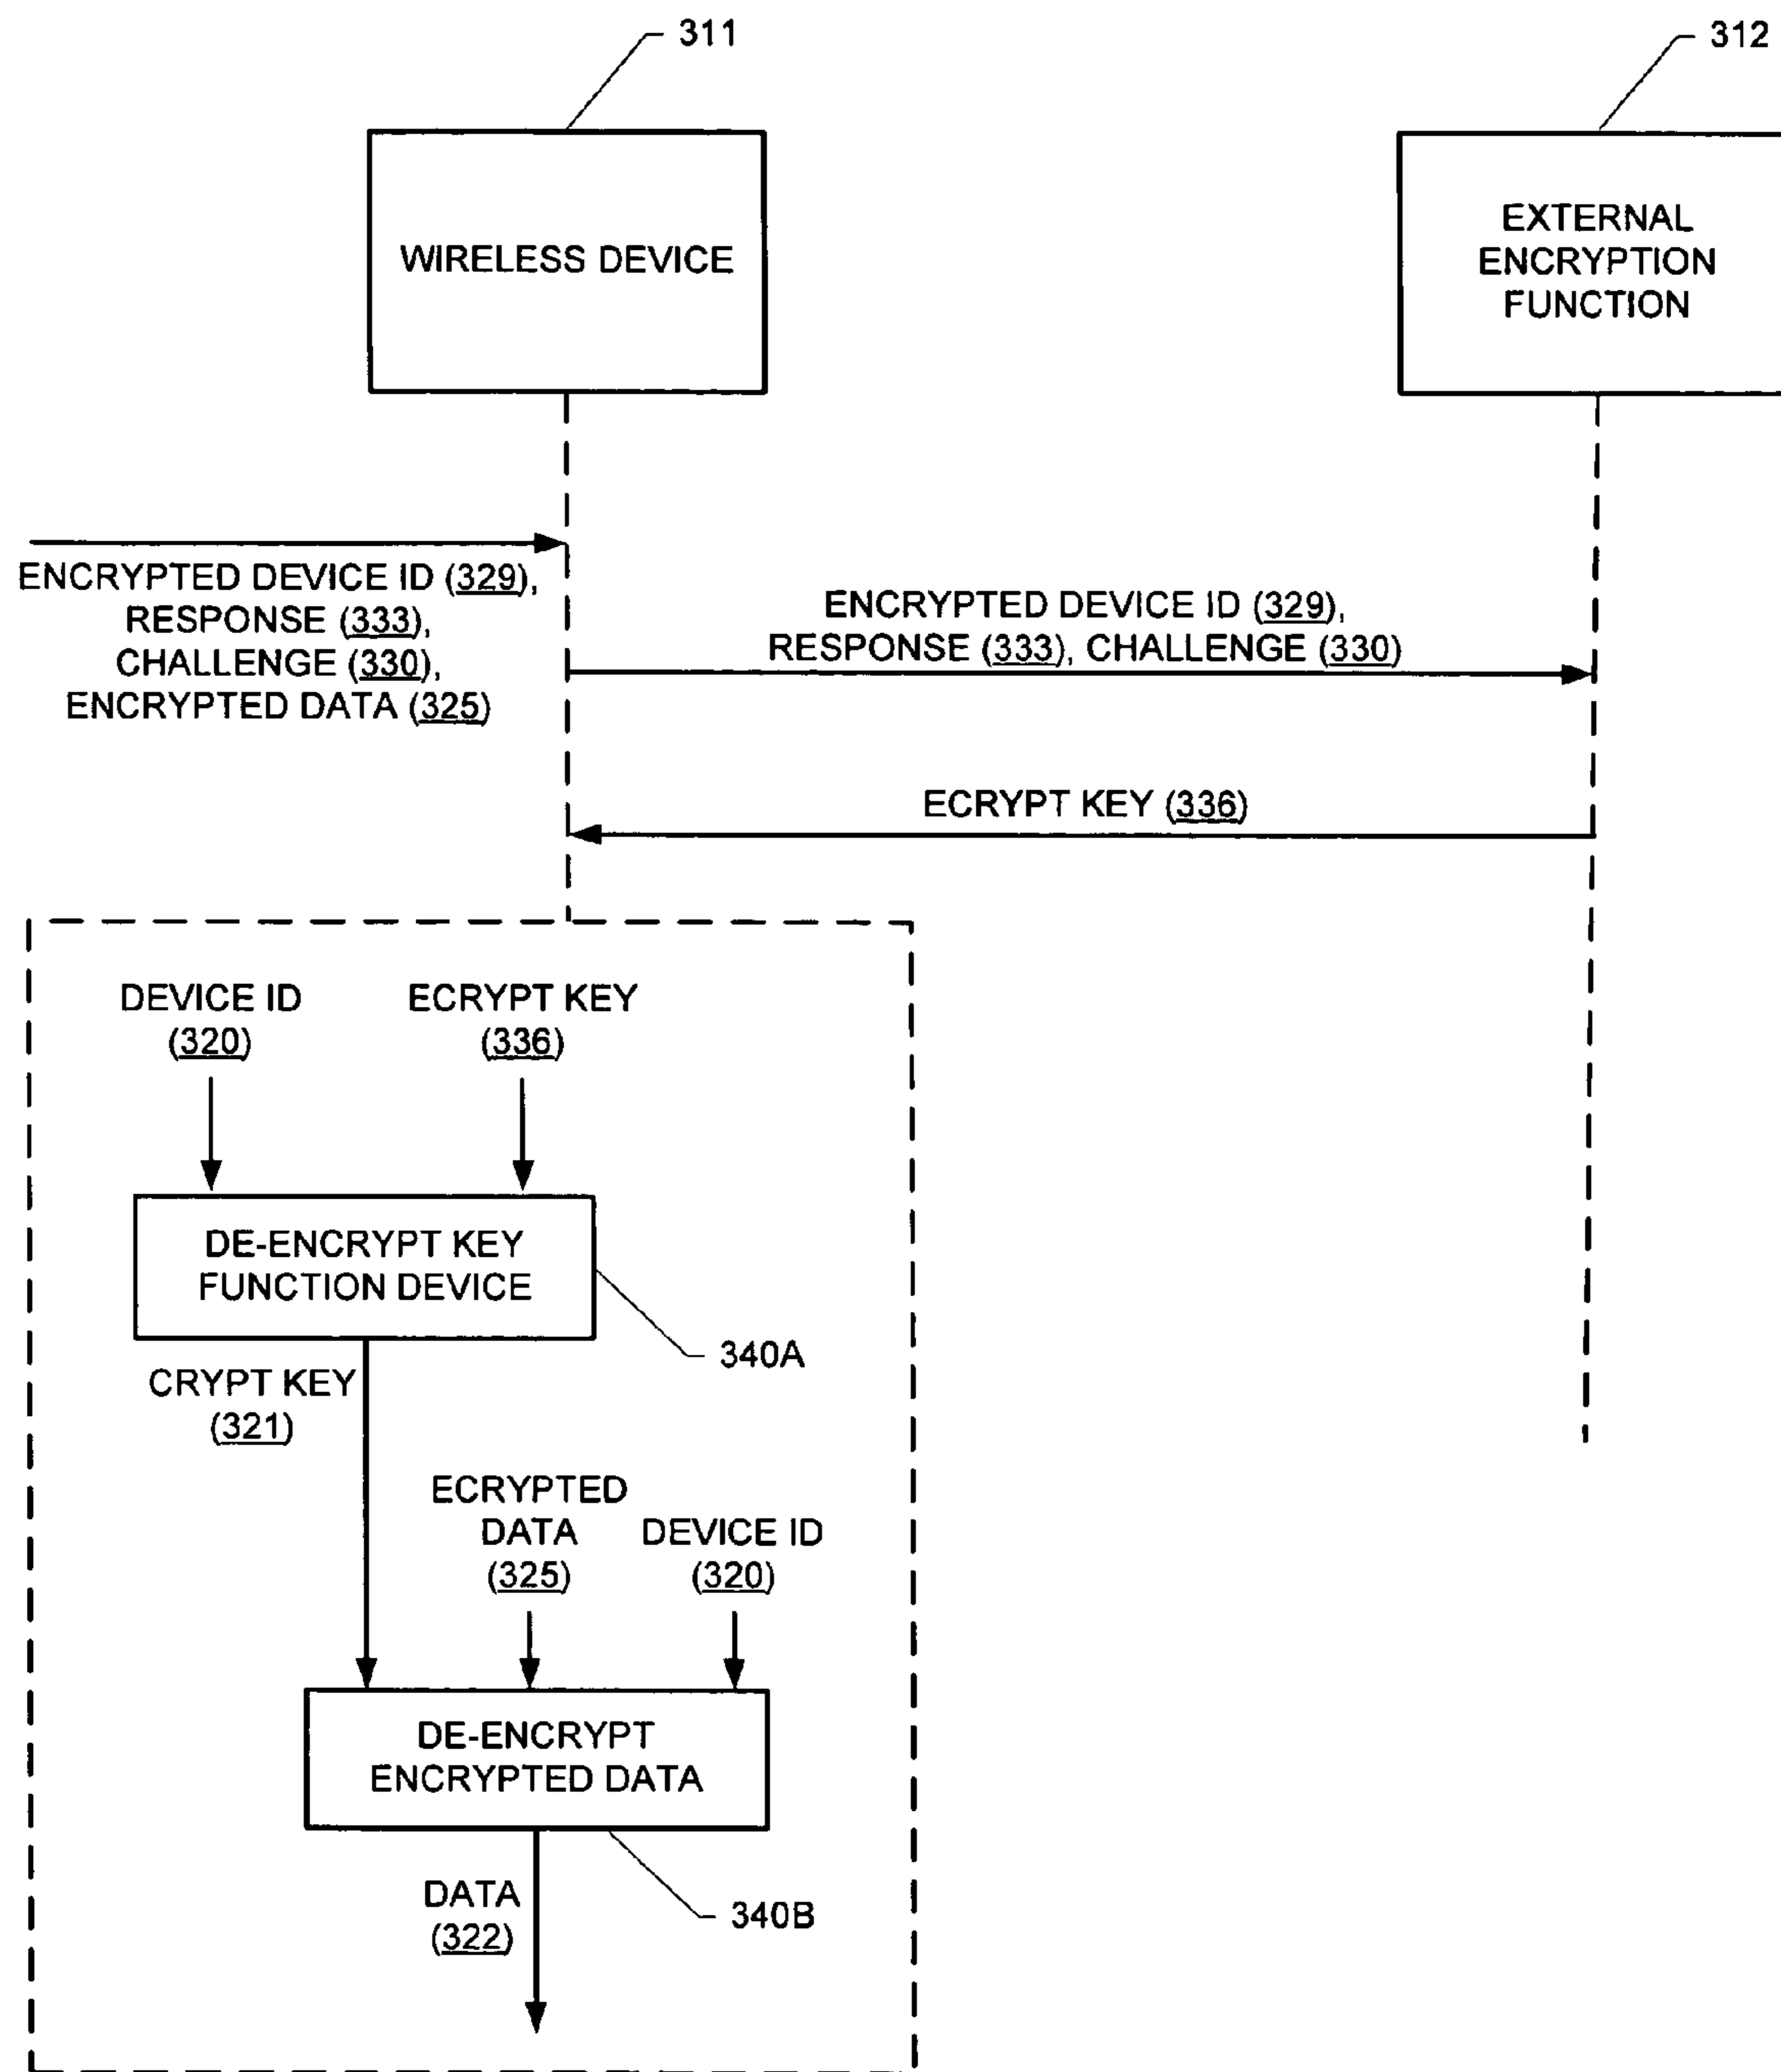 311
312
WIRELESS DEVICE
EXTERNAL
ENCRYPTION
FUNCTION
ENCRYPTED DEVICE ID (329),
RESPONSE (333),
CHALLENGE (330),
ENCRYPTED DATA (325)
ENCRYPTED DEVICE ID (329),
RESPONSE (333), CHALLENGE (330)
ECRYPT KEY (336)
DEVICE ID
(320)
ECRYPT KEY
(336)
DE-ENCRYPT KEY
FUNCTION DEVICE
340A
CRYPT KEY
(321)
ECRYPTED
DATA
(325)
DEVICE ID
(320)
DE-ENCRYPT
ENCRYPTED DATA
340B
DATA
(322)